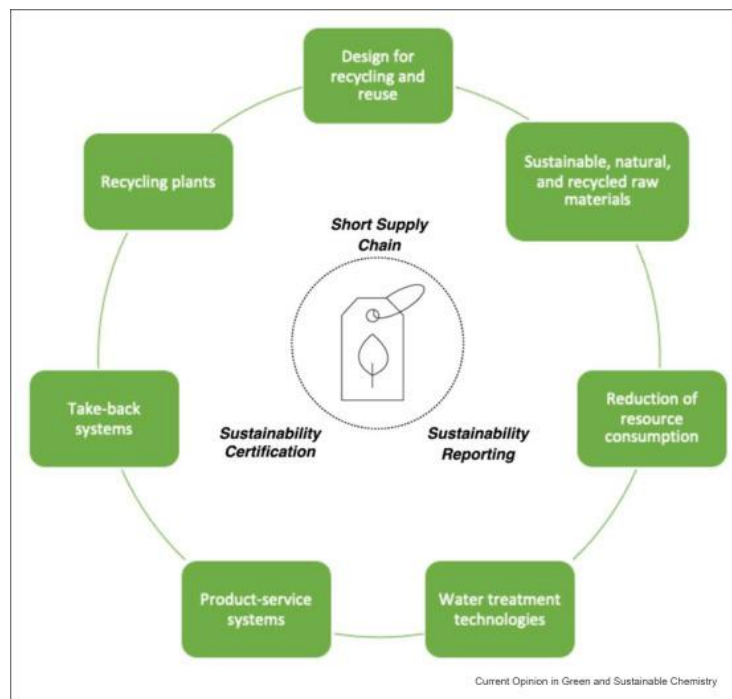 Design for
recycling and
reuse
Sustainable, natural,
and recycled raw
materials
Recycling plants
Short Supply
Chain
Reduction of
resource
consumption
Take-back
systems
Sustainability
Certification
Sustainability
Reporting
Product-service
systems
Water treatment
technologies
Current Opinion in Green and Sustainable Chemistry